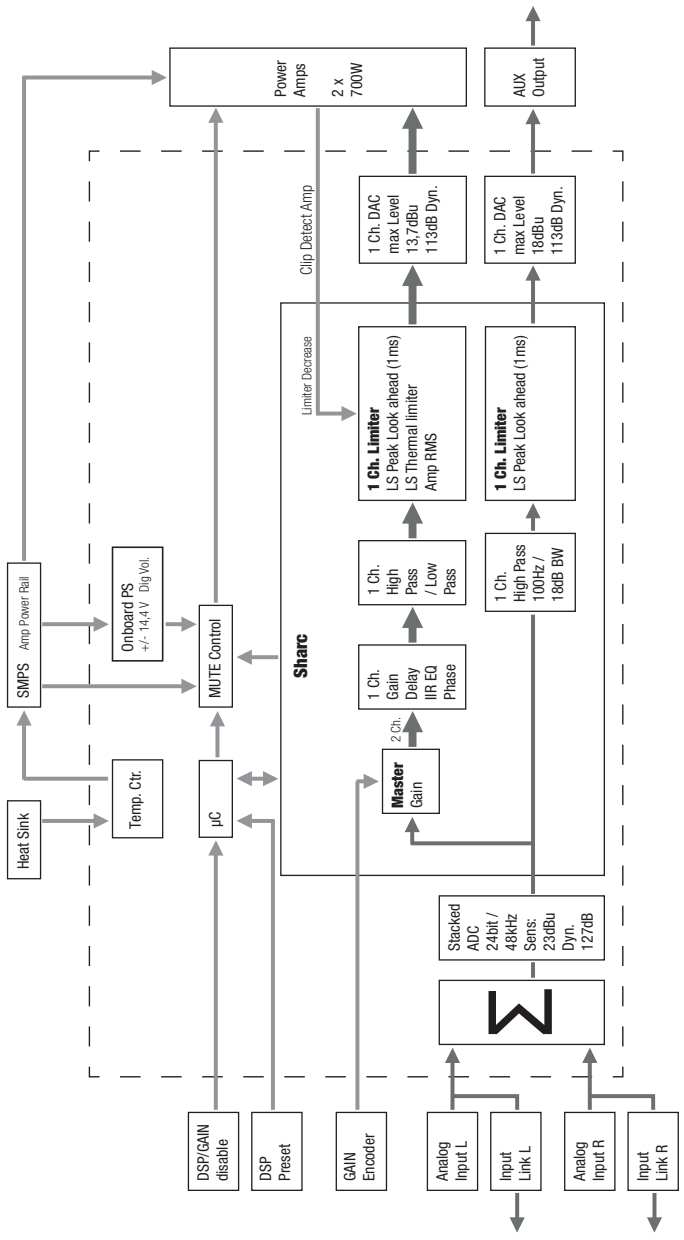 Heat Sink
Temp. Ctr.
SMPS
Amp Power Rail
Onboard PS
+/- 14,4 V Dig Vol.
DSP/GAIN
disable
µC
MUTE Control
DSP
Preset
Sharc
Limiter Decrease
Clip Detect Amp
Power
Amps
2 x
700W
GAIN
Encoder
Master
Gain
2 Ch.
1 Ch.
Gain
Delay
IIR EQ
Phase
1 Ch.
High
Pass
/ Low
Pass
1 Ch. Limiter
LS Peak Look ahead (1ms)
LS Thermal limiter
Amp RMS
1 Ch. DAC
max Level
13,7dBu
113dB Dyn.
Analog
Input L
Input
Link L
Analog
Input R
Input
Link R
Σ
Stacked
ADC
24bit /
48kHz
Sens:
23dBu
Dyn.
127dB
1 Ch.
High Pass
100Hz /
18dB BW
1 Ch. Limiter
LS Peak Look ahead (1ms)
1 Ch. DAC
max Level
18dBu
113dB Dyn.
AUX
Output